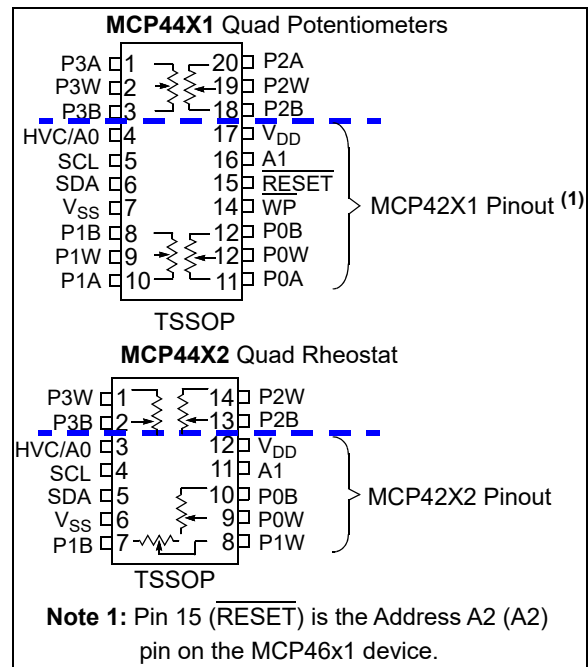 MCP44X1 Quad Potentiometers
P3A 1 20 P2A
P3W 2 19 P2W
P3B 3 18 P2B
HVC/A0 4 17 VDD
SCL 5 16 A1
SDA 6 15 RESET
VSS 7 14 WP
P1B 8 12 P0B
P1W 9 12 P0W
P1A 10 11 P0A
MCP42X1 Pinout (1)
TSSOP
MCP44X2 Quad Rheostat
P3W 1 14 P2W
P3B 2 13 P2B
HVC/A0 3 12 VDD
SCL 4 11 A1
SDA 5 10 P0B
VSS 6 9 P0W
P1B 7 8 P1W
MCP42X2 Pinout
TSSOP
Note 1: Pin 15 (RESET) is the Address A2 (A2)
pin on the MCP46x1 device.